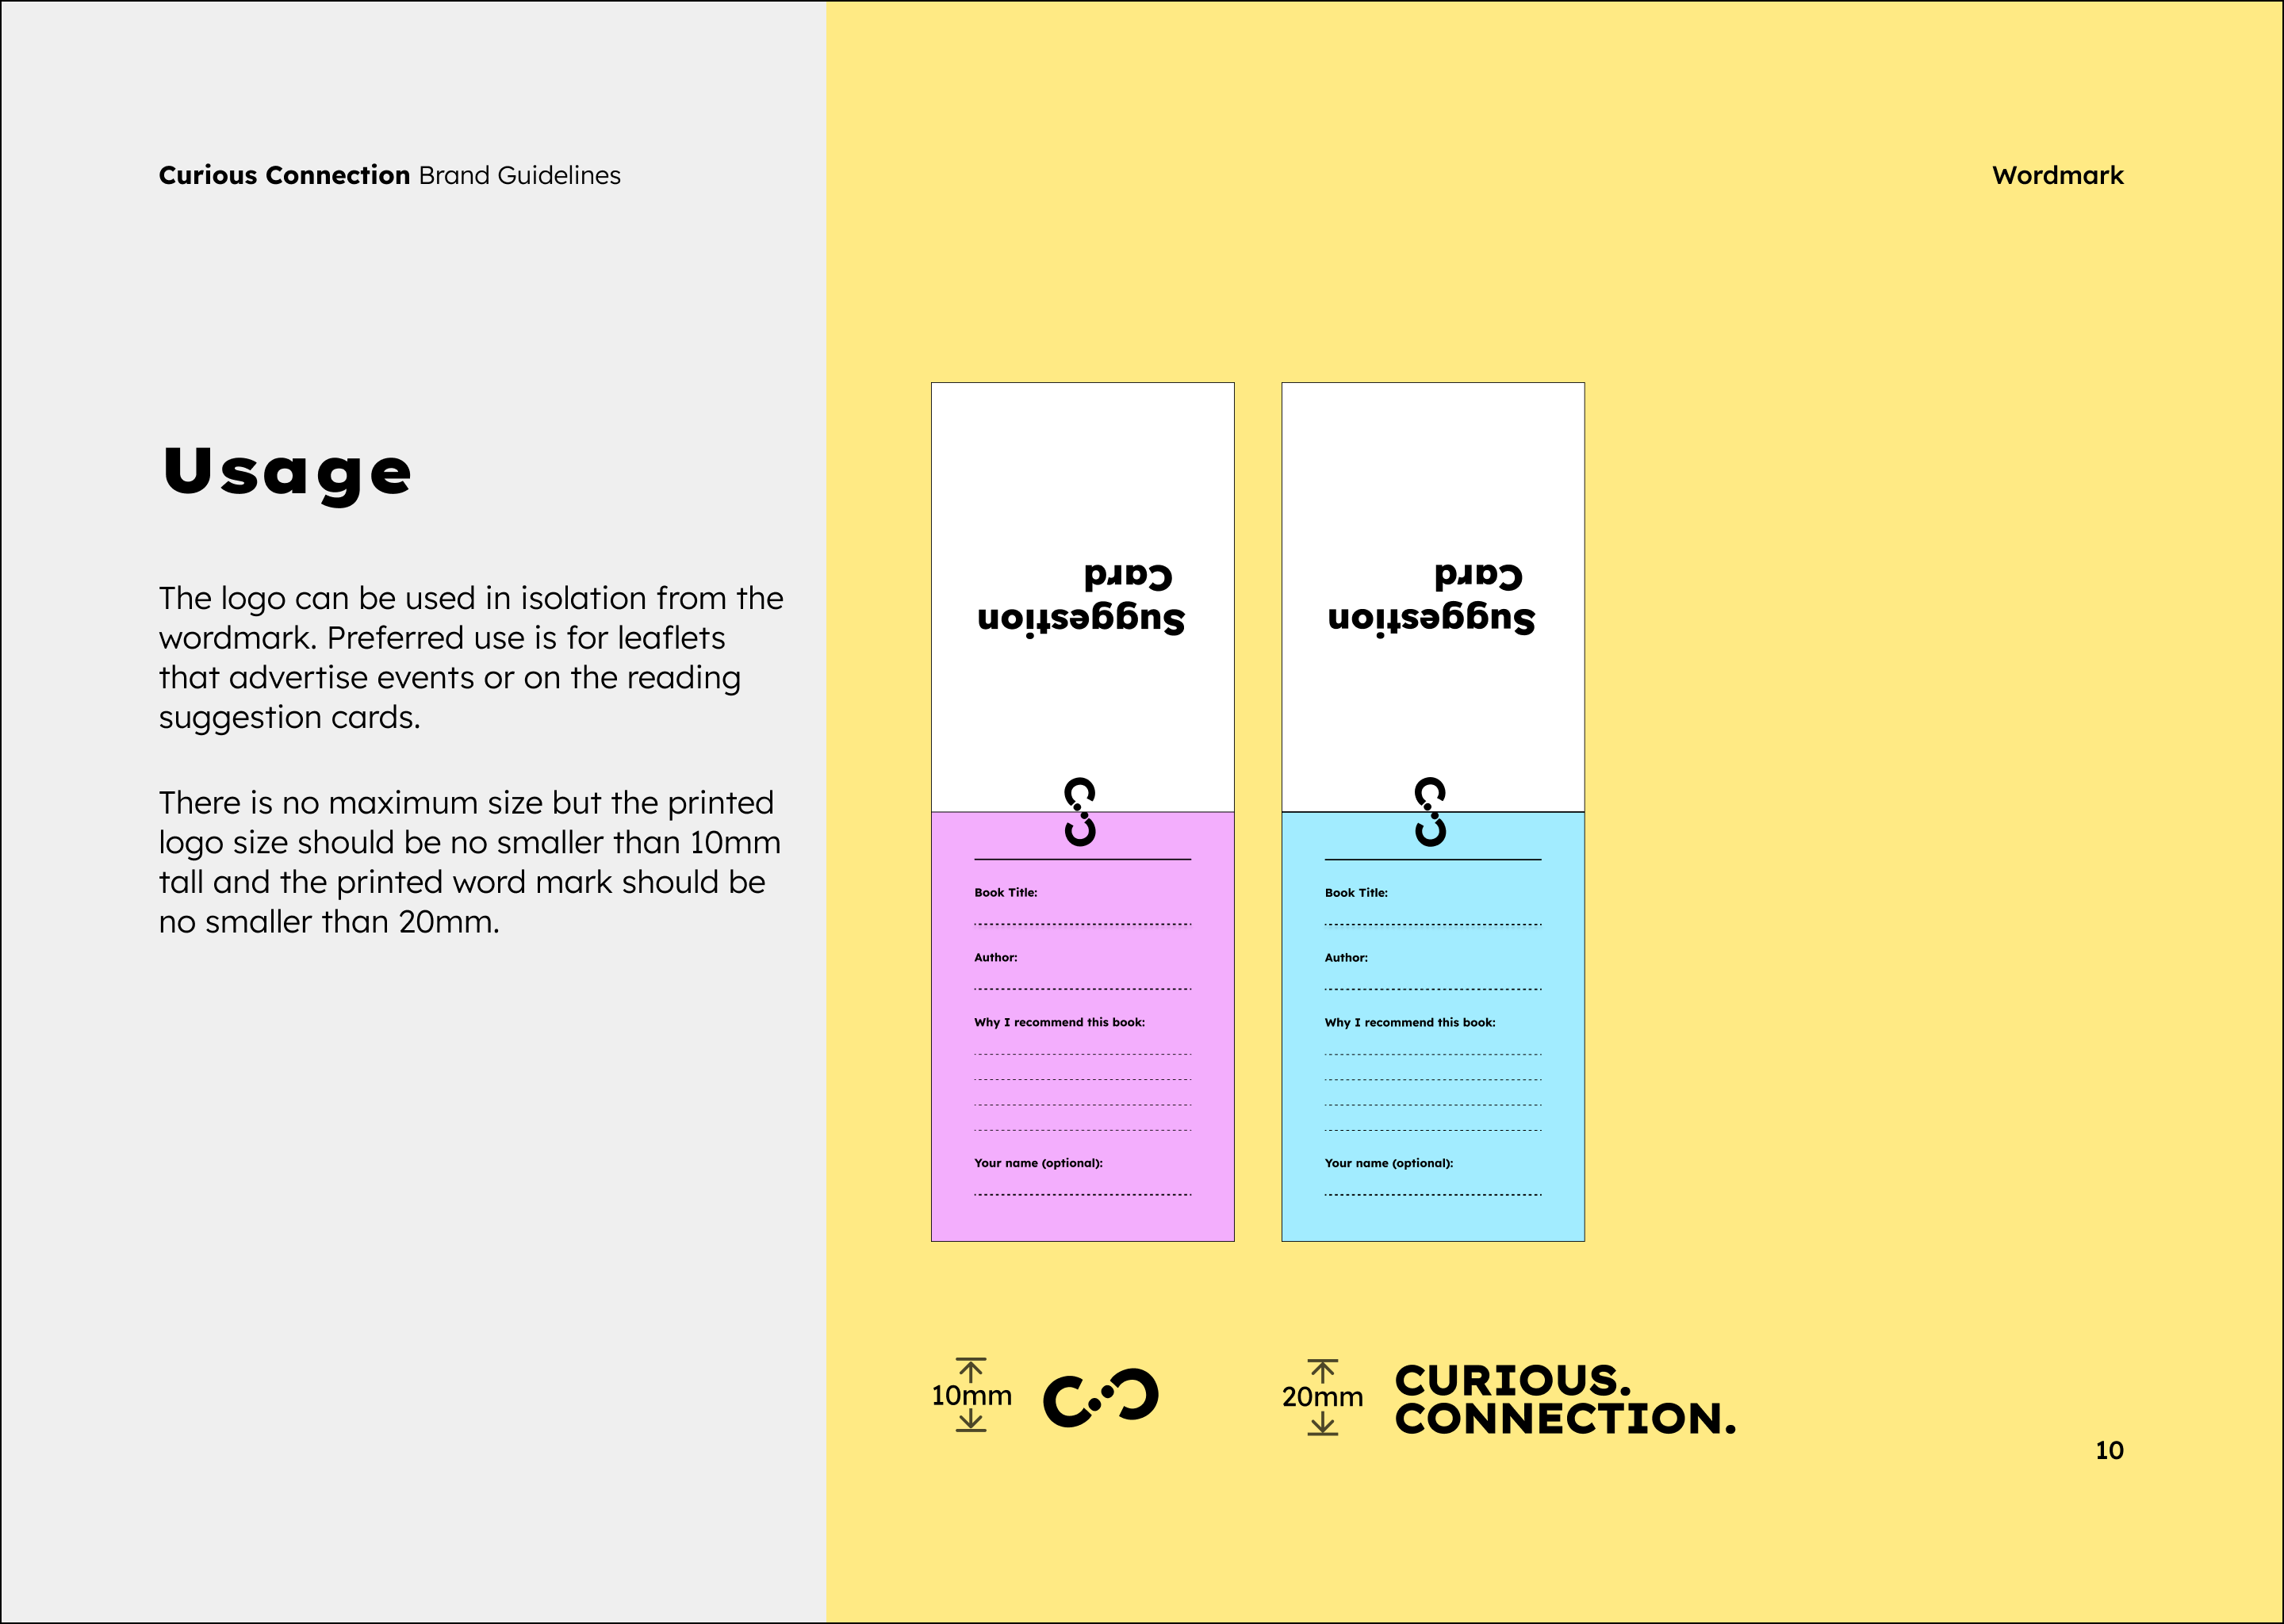 Curious Connection Brand Guidelines
Wordmark
Usage
The logo can be used in isolation from the
wordmark. Preferred use is for leaflets
that advertise events or on the reading
suggestion cards.
There is no maximum size but the printed
logo size should be no smaller than 10mm
tall and the printed word mark should be
no smaller than 20mm.
Suggestion
Card
Book Title:
Author:
Why I recommend this book:
Your name (optional):
Suggestion
Card
Book Title:
Author:
Why I recommend this book:
Your name (optional):
10mm
20mm
CURIOUS.
CONNECTION.
10